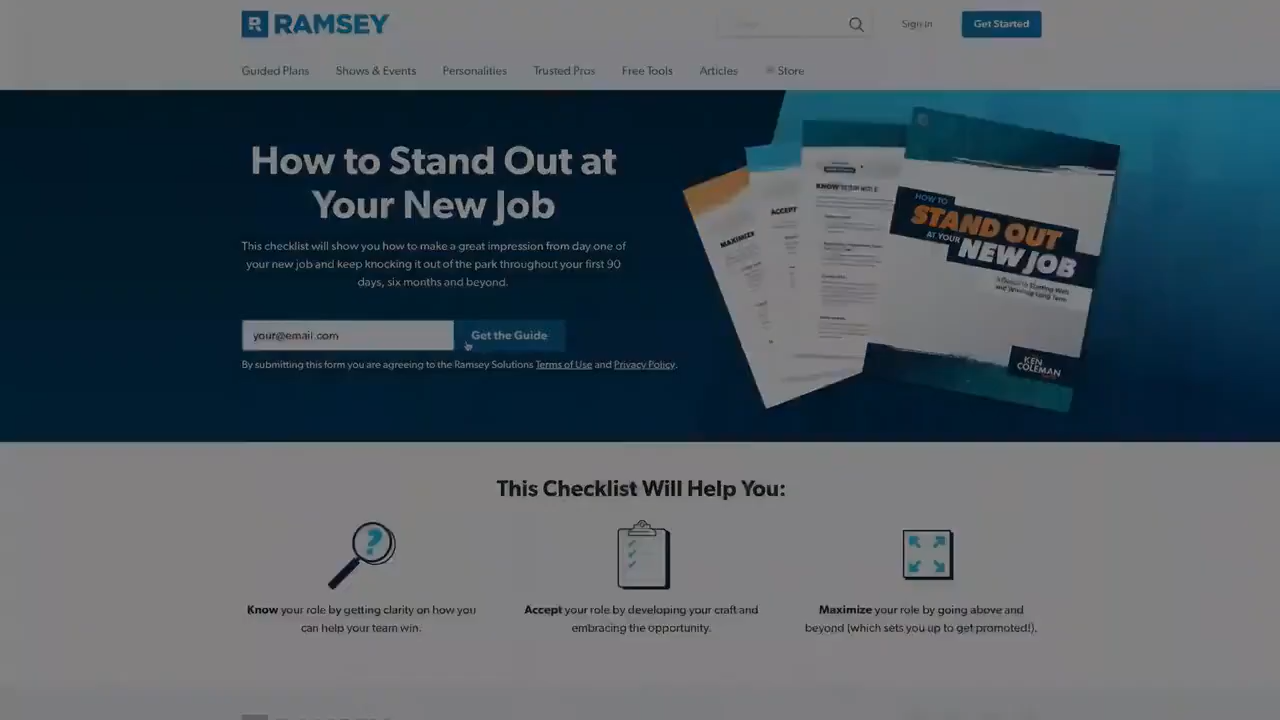 RAMSEY
Sign In
Get Started
Guided Plans
Shows & Events
Personalities
Trusted Pros
Free Tools
Articles
Store
How to Stand Out at
Your New Job
This checklist will show you how to make a great impression from day one of
your new job and keep knocking it out of the park throughout your first 90
days, six months and beyond.
your@email.com
Get the Guide
By submitting this form you are agreeing to the Ramsey Solutions Terms of Use and Privacy Policy.
MAXIMIZE
ACCEPT
KNOW YOUR ROLE
HOW TO
STAND OUT
AT YOUR
NEW JOB
KEN
COLEMAN
This Checklist Will Help You:
Know your role by getting clarity on how you
can help your team win.
Accept your role by developing your craft and
embracing the opportunity.
Maximize your role by going above and
beyond (which sets you up to get promoted!).
RAMSEY